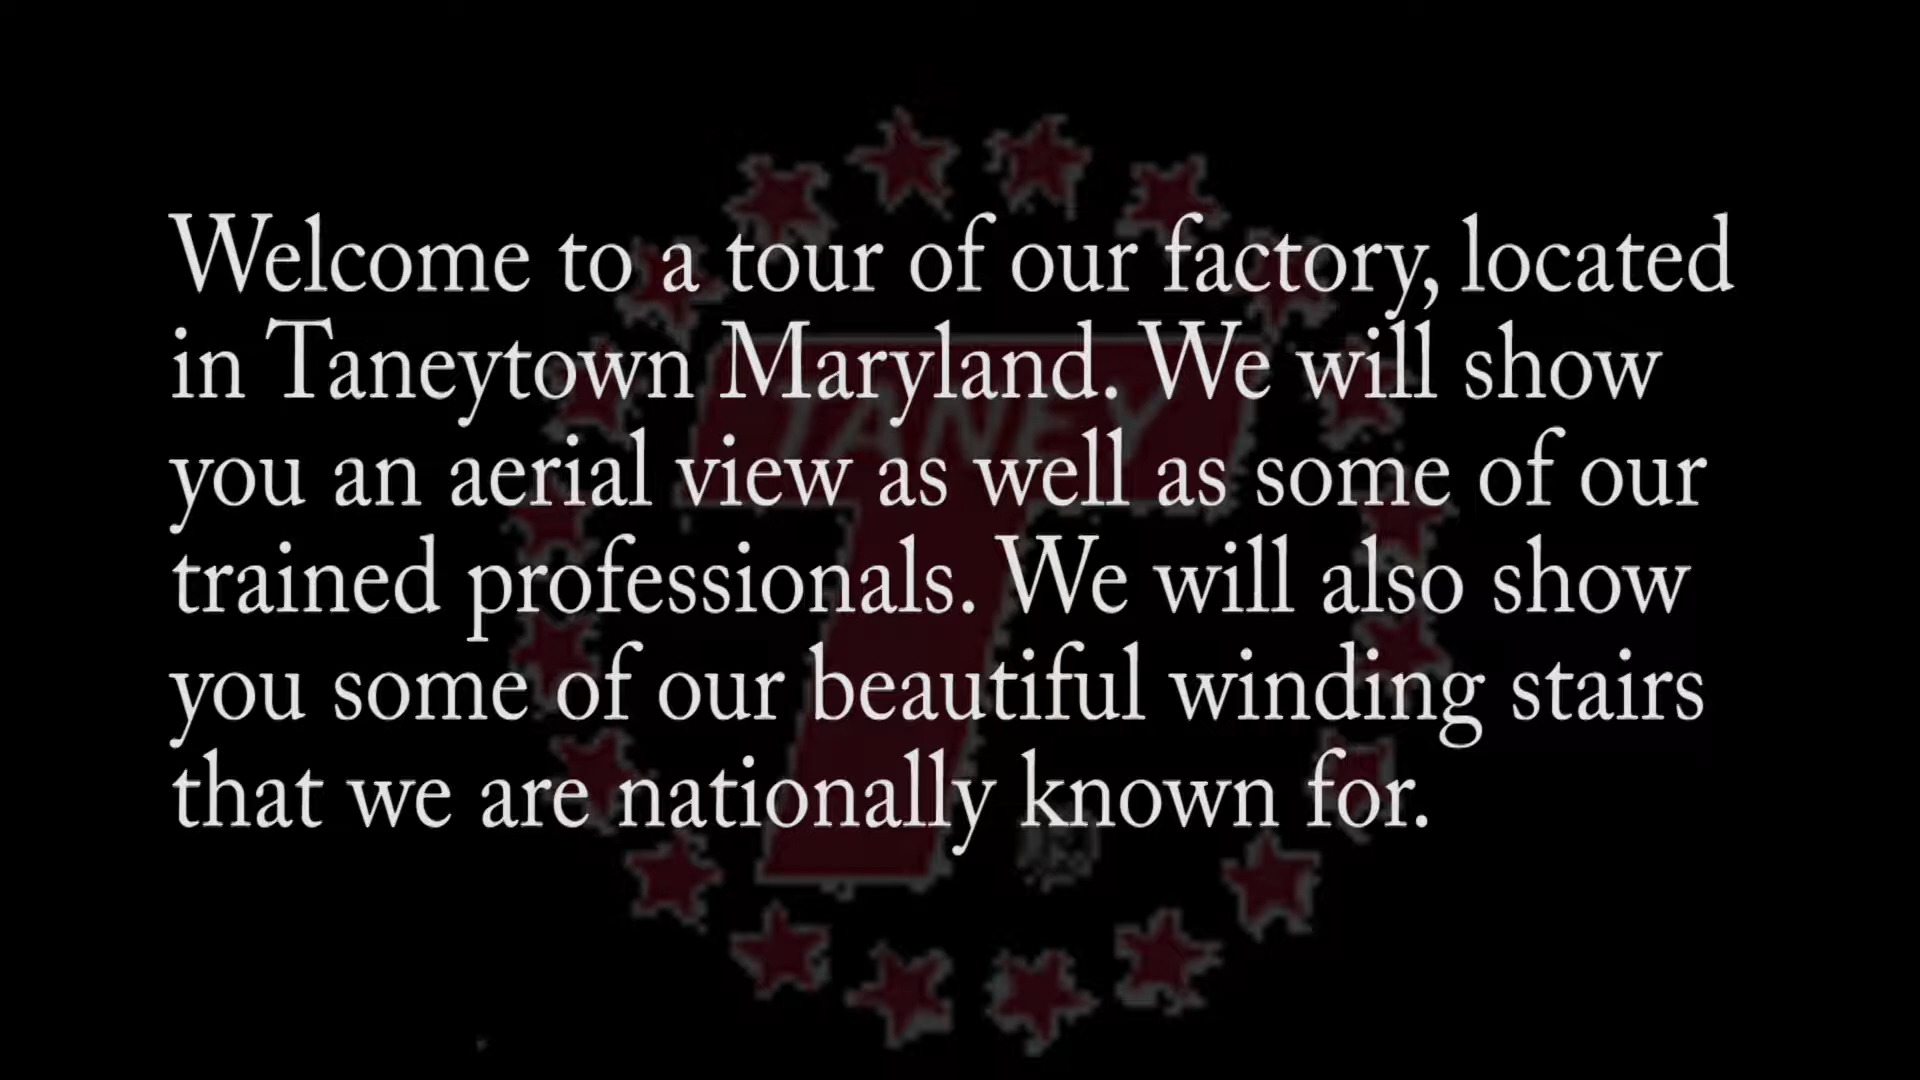 Welcome to a tour of our factory, located
in Taneytown Maryland. We will show
you an aerial view as well as some of our
trained professionals. We will also show
you some of our beautiful winding stairs
that we are nationally known for.
TANEY